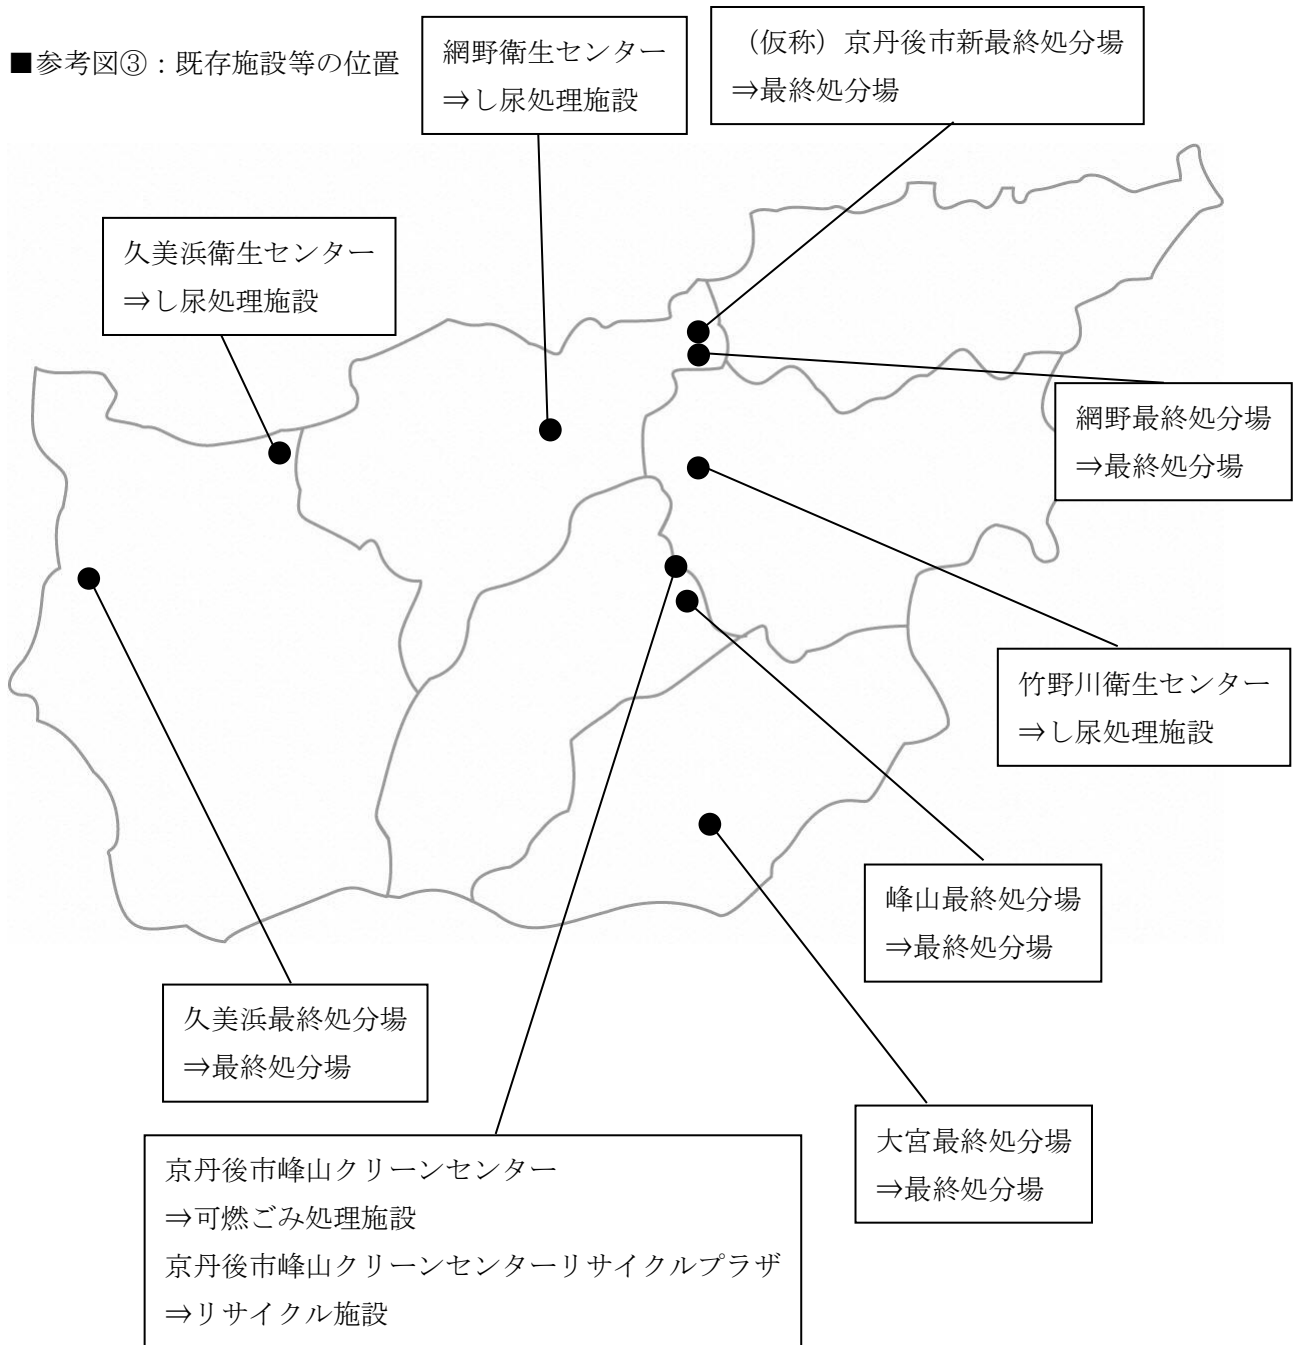 ■参考図③：既存施設等の位置
網野衛生センター
⇒し尿処理施設
（仮称）京丹後市新最終処分場
⇒最終処分場
久美浜衛生センター
⇒し尿処理施設
網野最終処分場
⇒最終処分場
竹野川衛生センター
⇒し尿処理施設
峰山最終処分場
⇒最終処分場
久美浜最終処分場
⇒最終処分場
大宮最終処分場
⇒最終処分場
京丹後市峰山クリーンセンター
⇒可燃ごみ処理施設
京丹後市峰山クリーンセンターリサイクルプラザ
⇒リサイクル施設